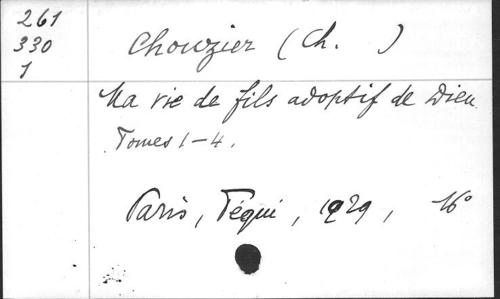 261
330
1
Chouzier (Ch. )
Ma vie de fils adoptif de Dieu
Tomes 1-4.
Paris, Téqui, 1929, 16°